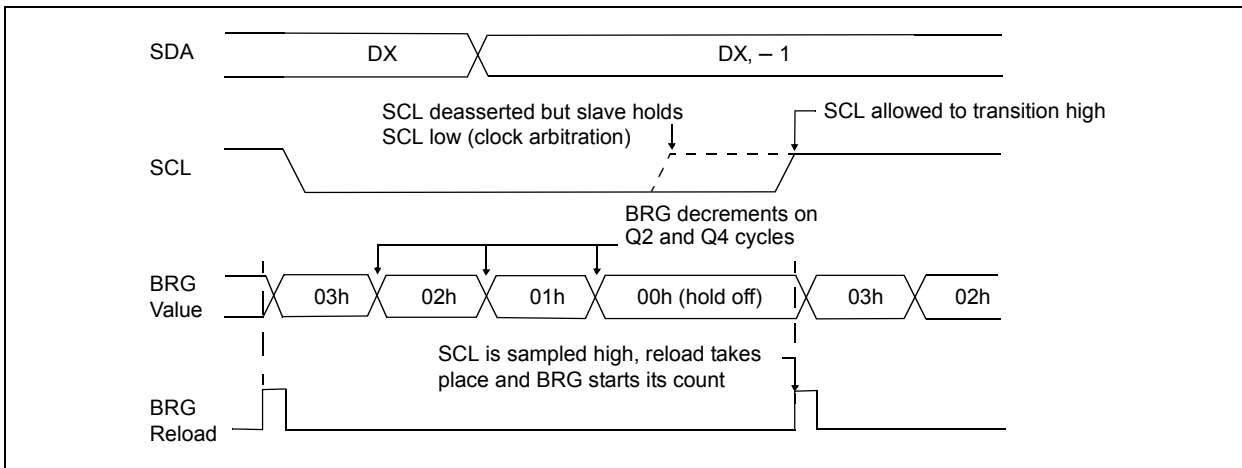 SDA
DX
DX, – 1
SCL deasserted but slave holds
SCL low (clock arbitration)
SCL allowed to transition high
SCL
BRG decrements on
Q2 and Q4 cycles
BRG
Value
03h
02h
01h
00h (hold off)
03h
02h
SCL is sampled high, reload takes
place and BRG starts its count
BRG
Reload